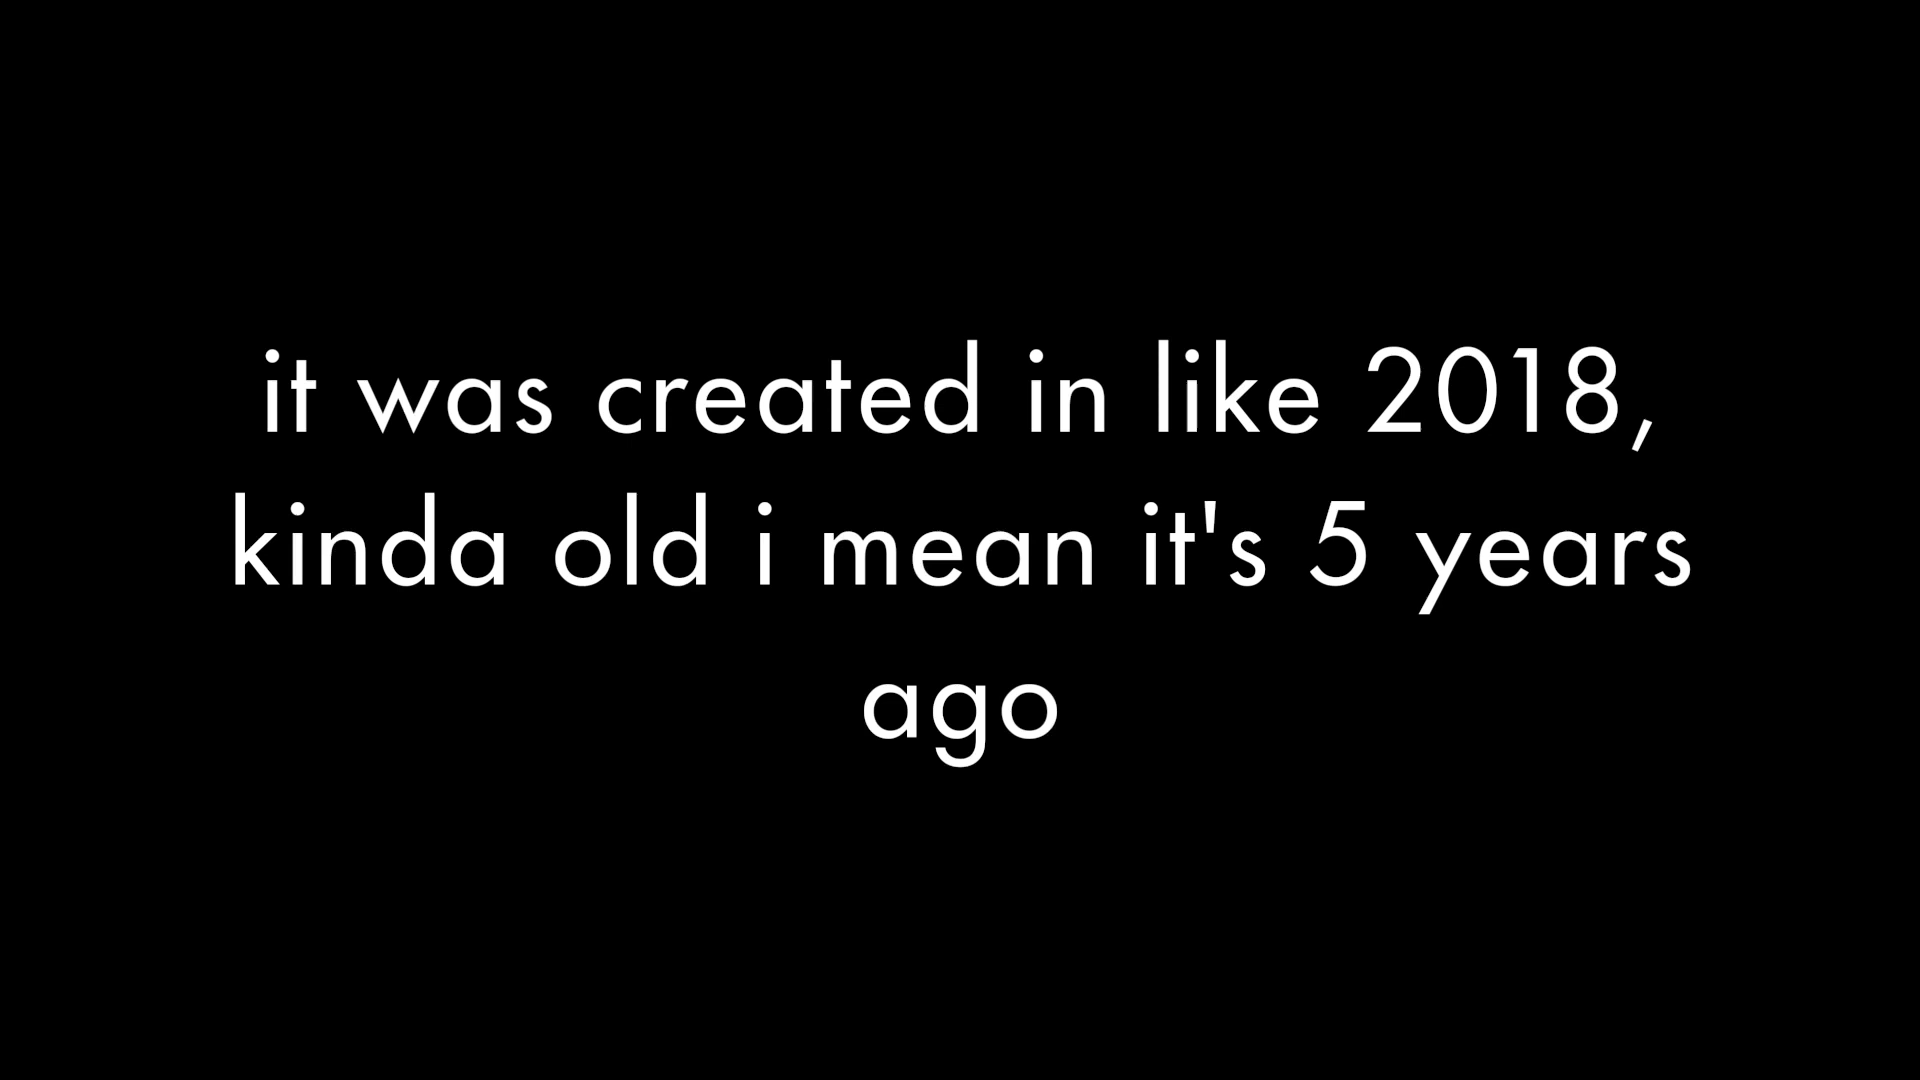 it was created in like 2018,
kinda old i mean it's 5 years
ago